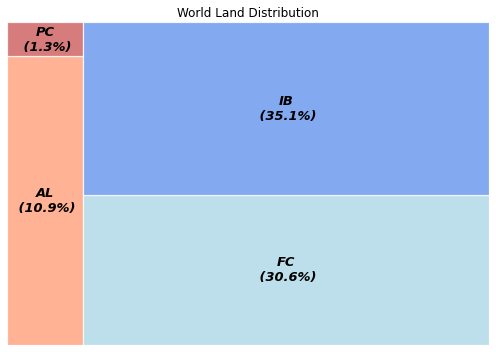 World Land Distribution
PC
(1.3%)
IB
(35.1%)
AL
(10.9%)
FC
(30.6%)